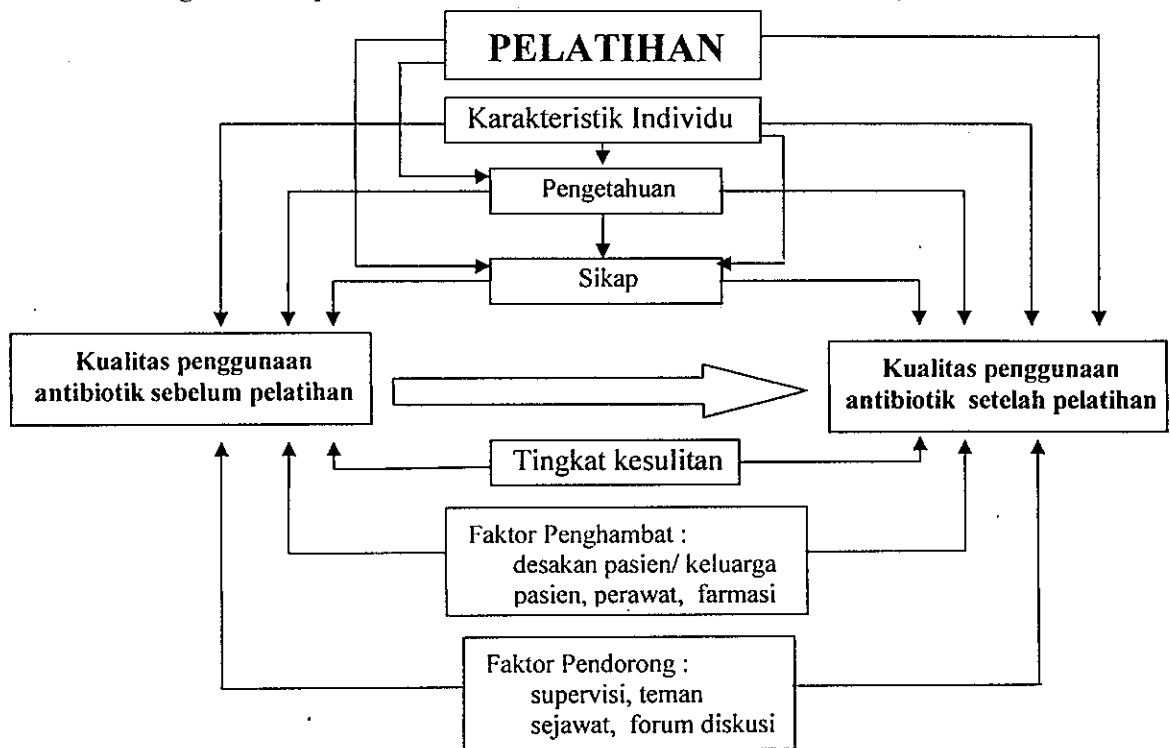 PELATIHAN
Karakteristik Individu
Pengetahuan
Sikap
Kualitas penggunaan
antibiotik sebelum pelatihan
Kualitas penggunaan
antibiotik setelah pelatihan
Tingkat kesulitan
Faktor Penghambat :
desakan pasien/ keluarga
pasien, perawat, farmasi
Faktor Pendorong :
supervisi, teman
sejawat, forum diskusi